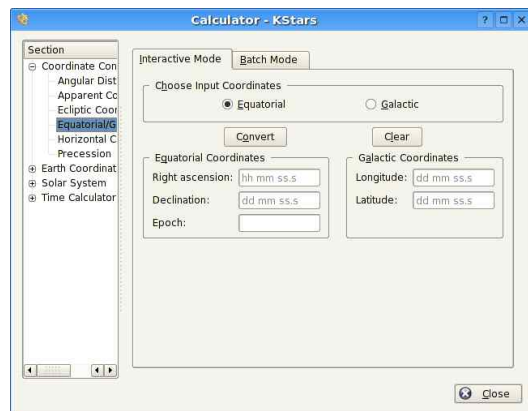 Calculator - KStars
Section
Coordinate Con
Angular Dist
Apparent Co
Ecliptic Coor
Equatorial/G
Horizontal C
Precession
Earth Coordinat
Solar System
Time Calculator
Interactive Mode
Batch Mode
Choose Input Coordinates
Equatorial
Galactic
Convert
Clear
Equatorial Coordinates
Right ascension: hh mm ss.s
Declination: dd mm ss.s
Epoch:
Galactic Coordinates
Longitude: dd mm ss.s
Latitude: dd mm ss.s
Close